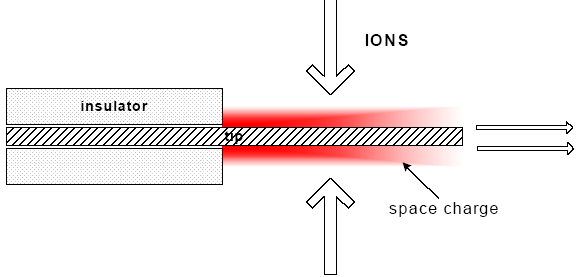 IONS
insulator
tip
space charge